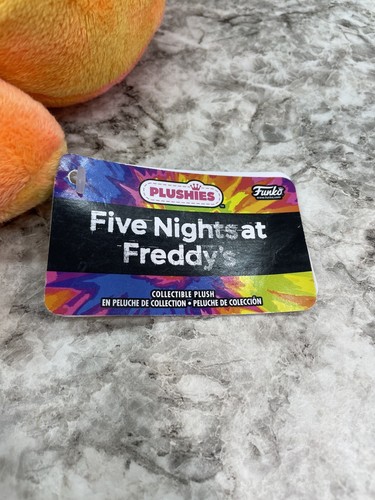 PLUSHIES
Funko
Five Nights at
Freddy's
COLLECTIBLE PLUSH
EN PELUCHE DE COLLECTION • PELUCHE DE COLECCIÓN